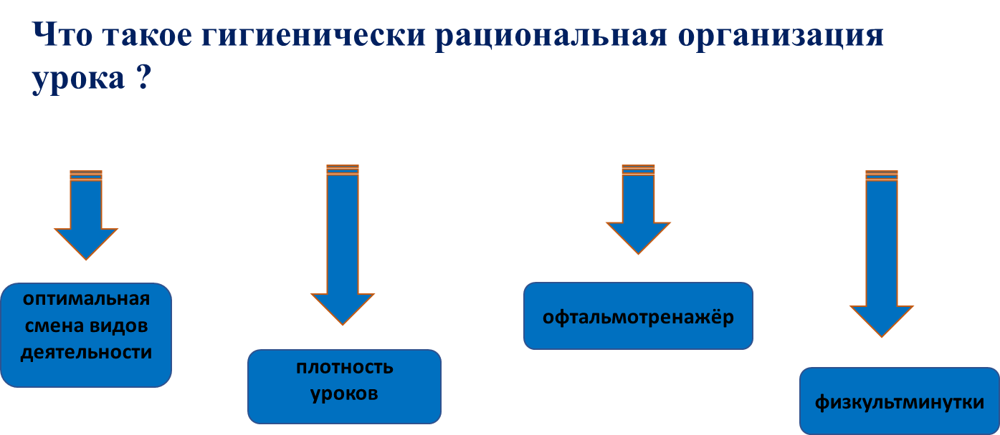 Что такое гигиенически рациональная организация
урока ?
оптимальная
смена видов
деятельности
плотность
уроков
офтальмотренажёр
физкультминутки